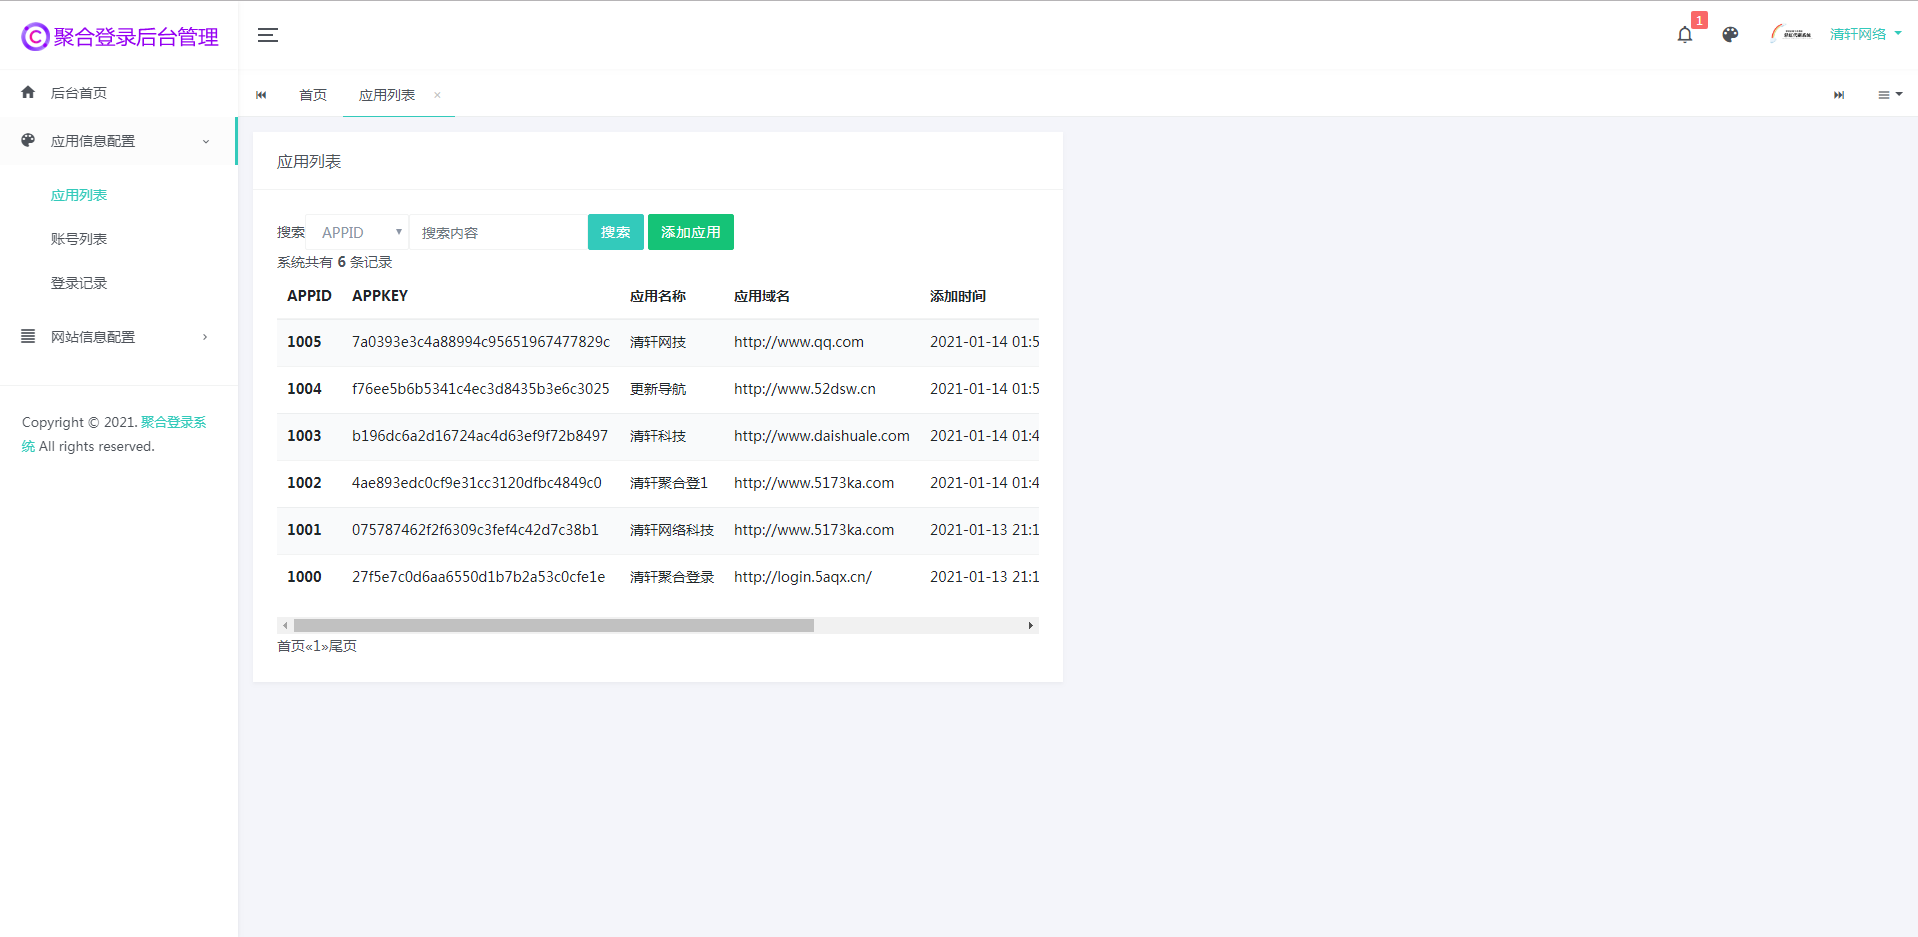 聚合登录后台管理
1
清轩网络
后台首页
应用信息配置
应用列表
账号列表
登录记录
网站信息配置
Copyright © 2021. 聚合登录系
统 All rights reserved.
首页 应用列表 ×
应用列表
搜索 APPID 搜索内容 搜索 添加应用
系统共有 6 条记录
APPID APPKEY 应用名称 应用域名 添加时间
1005 7a0393e3c4a88994c95651967477829c 清轩网技 http://www.qq.com 2021-01-14 01:5
1004 f76ee5b6b5341c4ec3d8435b3e6c3025 更新导航 http://www.52dsw.cn 2021-01-14 01:5
1003 b196dc6a2d16724ac4d63ef9f72b8497 清轩科技 http://www.daishuale.com 2021-01-14 01:4
1002 4ae893edc0cf9e31cc3120dfbc4849c0 清轩聚合登1 http://www.5173ka.com 2021-01-14 01:4
1001 075787462f2f6309c3fef4c42d7c38b1 清轩网络科技 http://www.5173ka.com 2021-01-13 21:1
1000 27f5e7c0d6aa6550d1b7b2a53c0cfe1e 清轩聚合登录 http://login.5aqx.cn/ 2021-01-13 21:1
首页«1»尾页